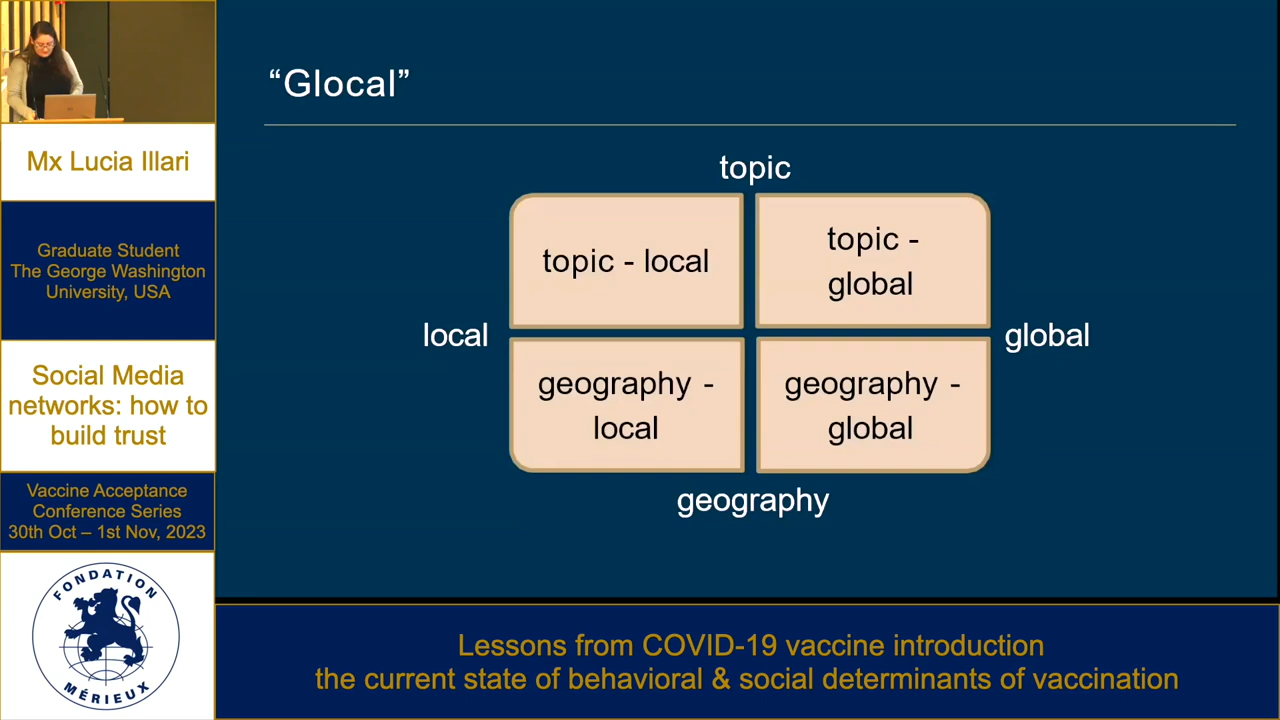 Mx Lucia Illari
Graduate Student
The George Washington
University, USA
Social Media
networks: how to
build trust
Vaccine Acceptance
Conference Series
30th Oct – 1st Nov, 2023
FONDATION
MÉRIEUX
“Glocal”
topic
topic - local
topic -
global
local
global
geography -
local
geography -
global
geography
Lessons from COVID-19 vaccine introduction
the current state of behavioral & social determinants of vaccination